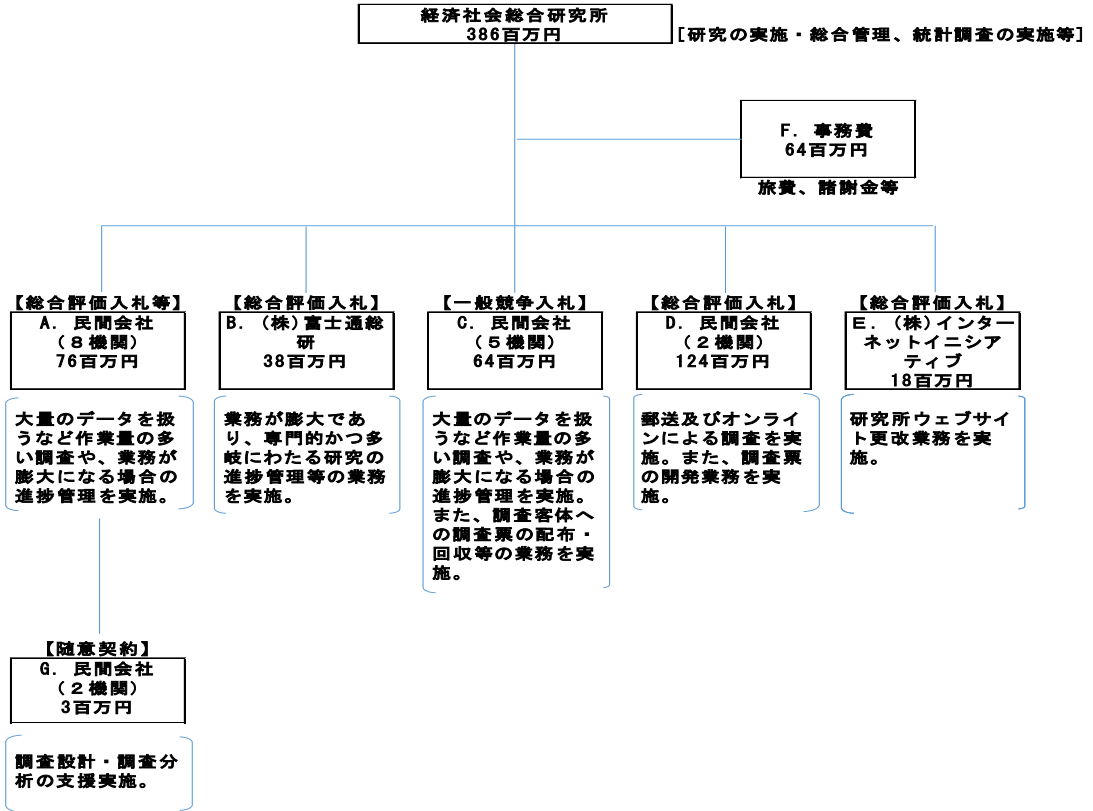 経済社会総合研究所
386百万円
[研究の実施・総合管理、統計調査の実施等]
F. 事務費
64百万円
旅費、諸謝金等
【総合評価入札等】
A. 民間会社
(8機関)
76百万円
大量のデータを扱
うなど作業量の多
い調査や、業務が
膨大になる場合の
進捗管理を実施。
【総合評価入札】
B. (株)富士通総
研
38百万円
業務が膨大であ
り、専門的かつ多
岐にわたる研究の
進捗管理等の業務
を実施。
【一般競争入札】
C. 民間会社
(5機関)
64百万円
大量のデータを扱
うなど作業量の多
い調査や、業務が
膨大になる場合の
進捗管理を実施。
また、調査客体へ
の調査票の配布・
回収等の業務を実
施。
【総合評価入札】
D. 民間会社
(2機関)
124百万円
郵送及びオンライ
ンによる調査を実
施。また、調査票
の開発業務を実
施。
【総合評価入札】
E. (株)インター
ネットイニシア
ティブ
18百万円
研究所ウェブサイ
ト更改業務を実
施。
【随意契約】
G. 民間会社
(2機関)
3百万円
調査設計・調査分
析の支援実施。